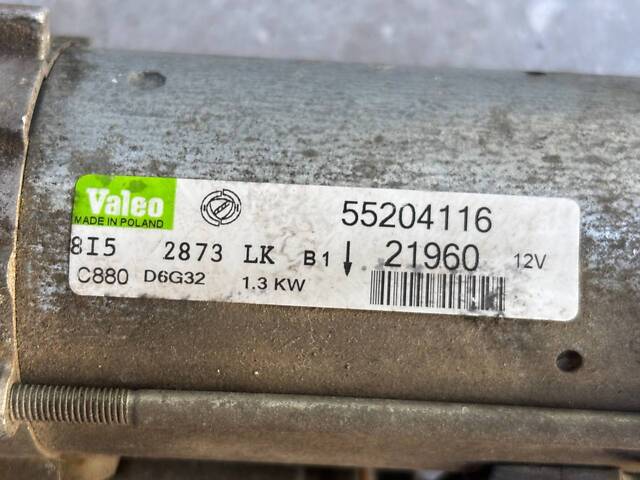 Valeo
MADE IN POLAND
55204116
8I5 2873 LK B1 ↓ 21960 12V
C880 D6G32 1.3 KW